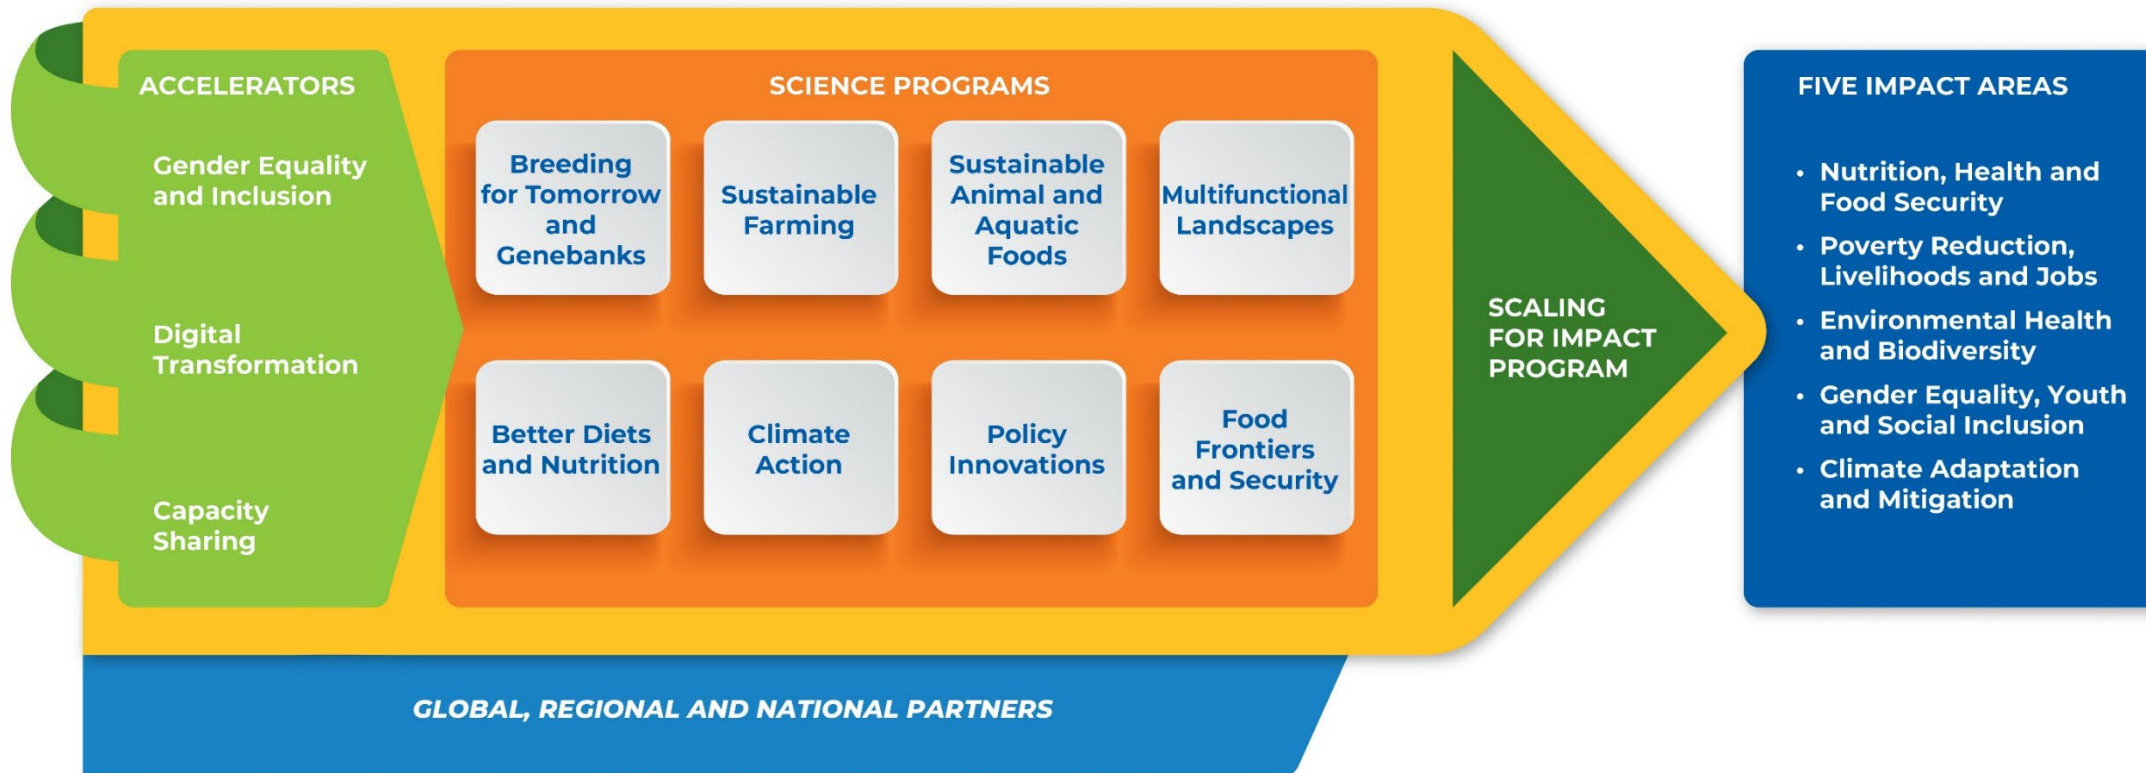 ACCELERATORS
Gender Equality
and Inclusion
Digital
Transformation
Capacity
Sharing
SCIENCE PROGRAMS
Breeding
for Tomorrow
and
Genebanks
Sustainable
Farming
Sustainable
Animal and
Aquatic
Foods
Multifunctional
Landscapes
Better Diets
and Nutrition
Climate
Action
Policy
Innovations
Food
Frontiers
and Security
SCALING
FOR IMPACT
PROGRAM
FIVE IMPACT AREAS
• Nutrition, Health and
Food Security
• Poverty Reduction,
Livelihoods and Jobs
• Environmental Health
and Biodiversity
• Gender Equality, Youth
and Social Inclusion
• Climate Adaptation
and Mitigation
GLOBAL, REGIONAL AND NATIONAL PARTNERS